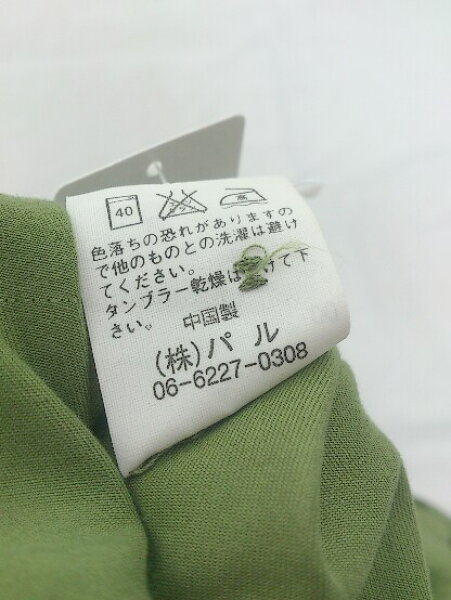 40
高
色落ちの恐れがありますの
で他のものとの洗濯は避け
てください。
タンブラー乾燥は けて下
さい。
中国製
(株)パル
06-6227-0308